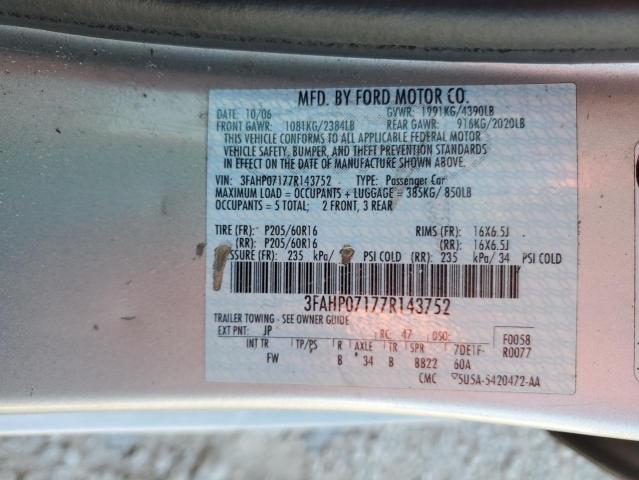 MFD. BY FORD MOTOR CO.
DATE: 10/06 GVWR: 1991KG/4390LB
FRONT GAWR: 1081KG/2384LB REAR GAWR: 916KG/2020LB
THIS VEHICLE CONFORMS TO ALL APPLICABLE FEDERAL MOTOR
VEHICLE SAFETY, BUMPER, AND THEFT PREVENTION STANDARDS
IN EFFECT ON THE DATE OF MANUFACTURE SHOWN ABOVE.
VIN: 3FAHP07177R143752 TYPE: Passenger Car
MAXIMUM LOAD = OCCUPANTS + LUGGAGE = 385KG/ 850LB
OCCUPANTS = 5 TOTAL; 2 FRONT, 3 REAR
TIRE (FR): P205/60R16 RIMS (FR): 16X6.5J
(RR): P205/60R16 (RR): 16X6.5J
SSURE (FR): 235 kPa/ PSI COLD (RR): 235 kPa/ 34 PSI COLD
3FAHP07177R143752
TRAILER TOWING - SEE OWNER GUIDE
EXT PNT: JP RC: 47 DSO: F0058
INT TR TP/PS R AXLE TR SPR R0077
FW B 34 B BB22 60A
CMC 5U5A-5420472-AA